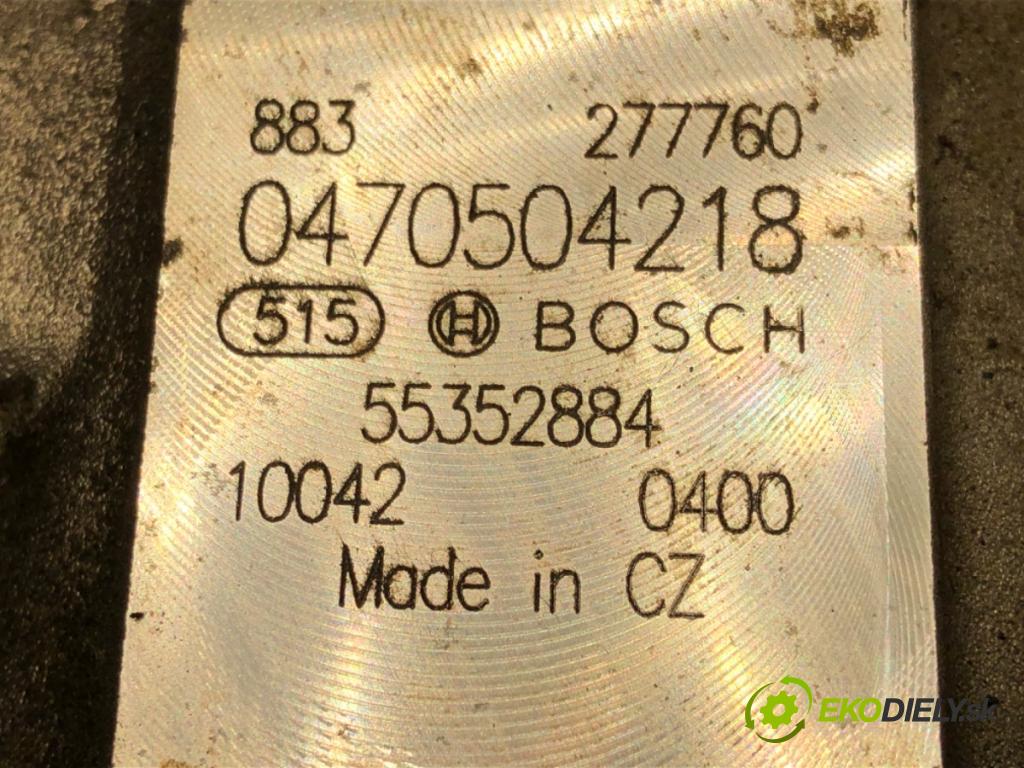 883 277760
0470504218
515 BOSCH
55352884
10042 0400
Made in CZ
EKODIELY.sk